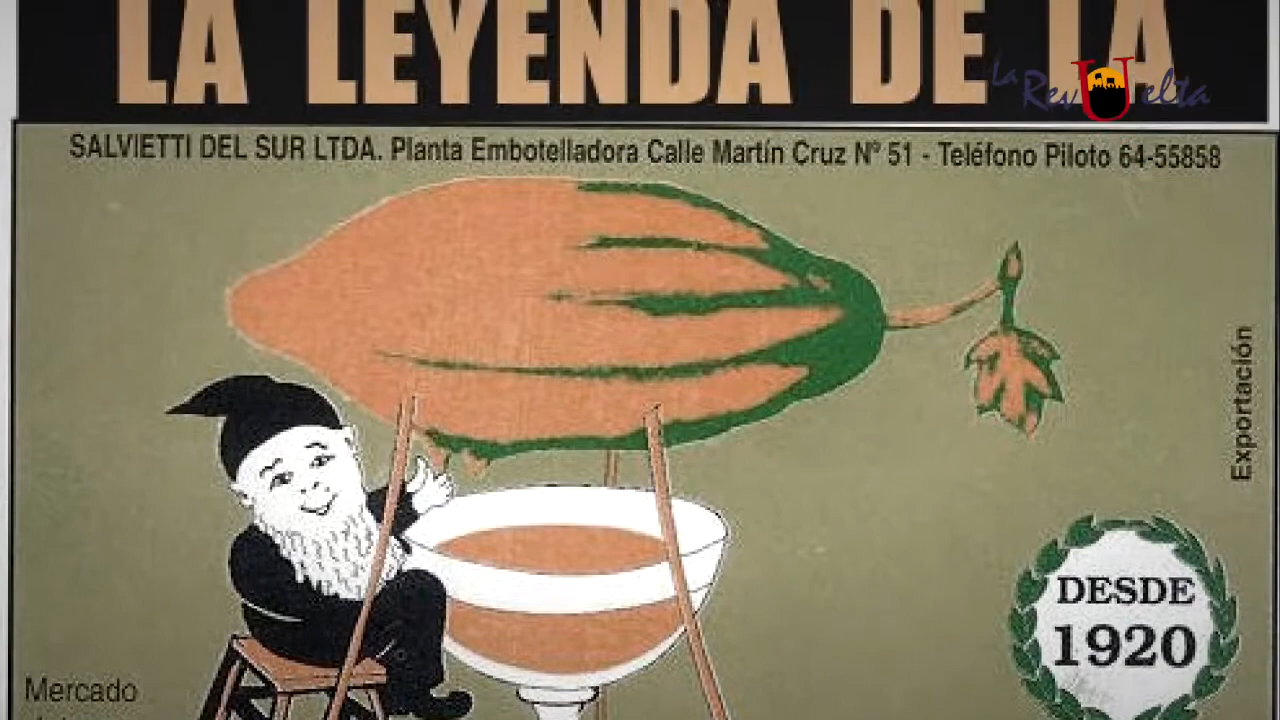 LA LEYENDA DE LA
La RevUelta
SALVIETTI DEL SUR LTDA. Planta Embotelladora Calle Martín Cruz Nº 51 - Teléfono Piloto 64-55858
Exportación
DESDE
1920
Mercado